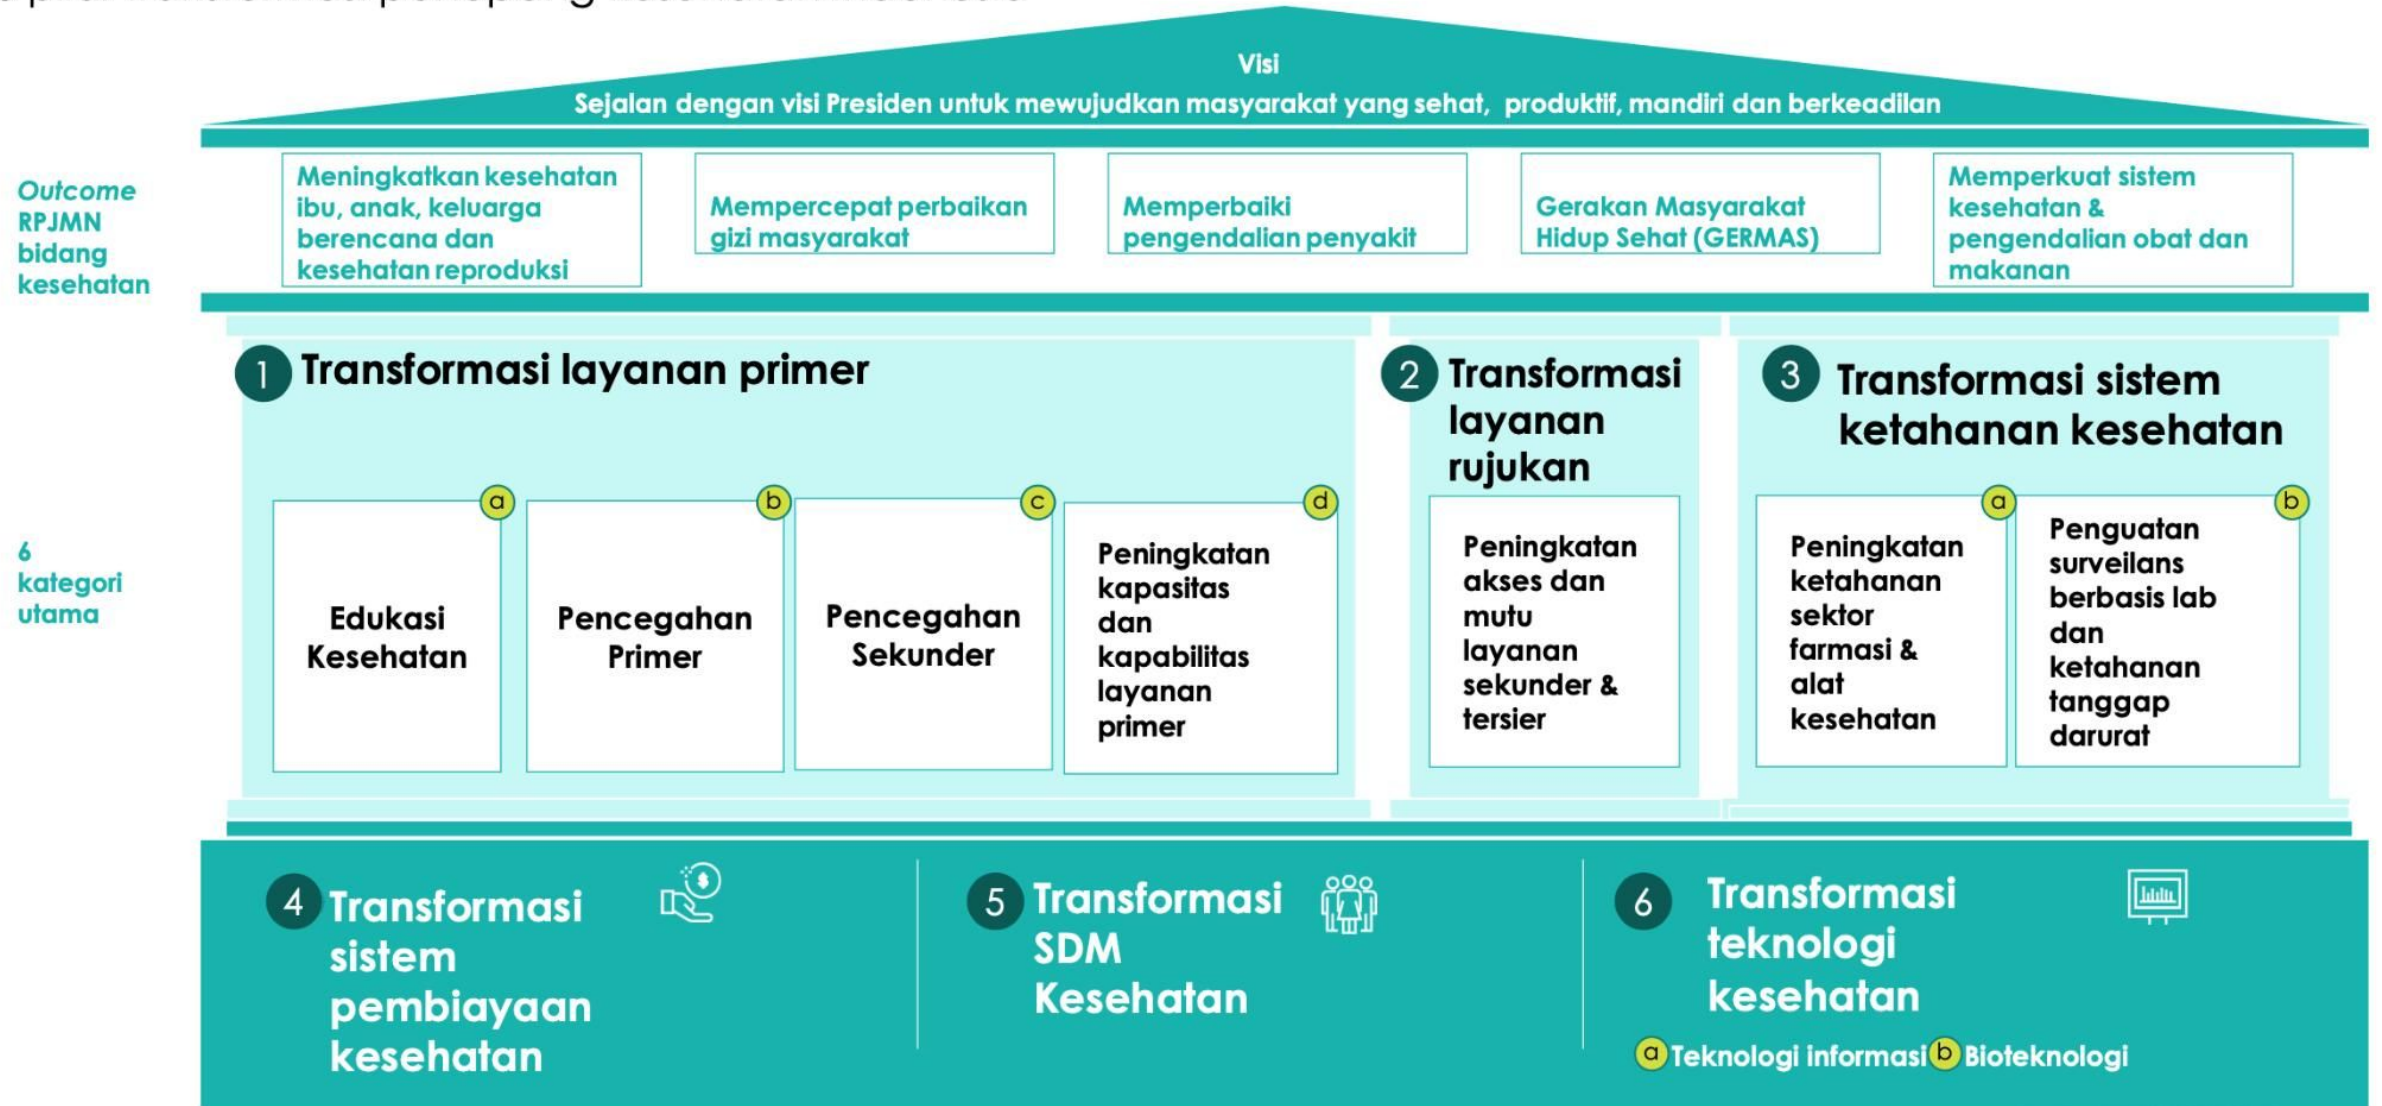 Visi
Sejalan dengan visi Presiden untuk mewujudkan masyarakat yang sehat, produktif, mandiri dan berkeadilan
Outcome
RPJMN
bidang
kesehatan
Meningkatkan kesehatan
ibu, anak, keluarga
berencana dan
kesehatan reproduksi
Mempercepat perbaikan
gizi masyarakat
Memperbaiki
pengendalian penyakit
Gerakan Masyarakat
Hidup Sehat (GERMAS)
Memperkuat sistem
kesehatan &
pengendalian obat dan
makanan
6
kategori
utama
1 Transformasi layanan primer
a
Edukasi
Kesehatan
b
Pencegahan
Primer
c
Pencegahan
Sekunder
d
Peningkatan
kapasitas
dan
kapabilitas
layanan
primer
2 Transformasi
layanan
rujukan
Peningkatan
akses dan
mutu
layanan
sekunder &
tersier
3 Transformasi sistem
ketahanan kesehatan
a
Peningkatan
ketahanan
sektor
farmasi &
alat
kesehatan
b
Penguatan
surveilans
berbasis lab
dan
ketahanan
tanggap
darurat
4 Transformasi
sistem
pembiayaan
kesehatan
5 Transformasi
SDM
Kesehatan
6 Transformasi
teknologi
kesehatan
a Teknologi informasi b Bioteknologi